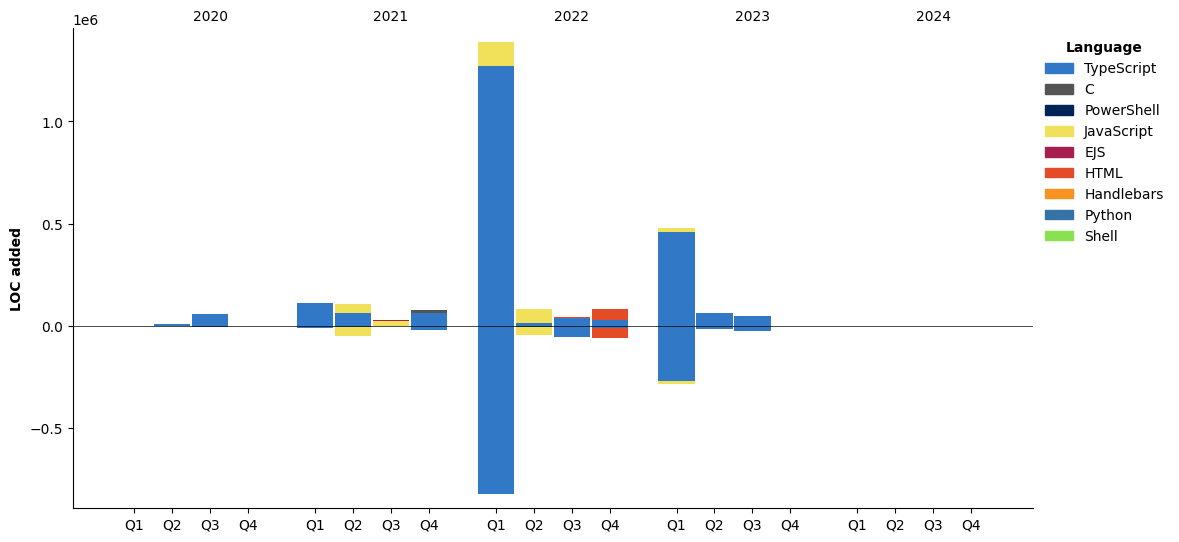 2020 2021 2022 2023 2024
1e6
Language
TypeScript
C
PowerShell
JavaScript
EJS
HTML
Handlebars
Python
Shell
LOC added
1.0
0.5
0.0
−0.5
Q1 Q2 Q3 Q4 Q1 Q2 Q3 Q4 Q1 Q2 Q3 Q4 Q1 Q2 Q3 Q4 Q1 Q2 Q3 Q4